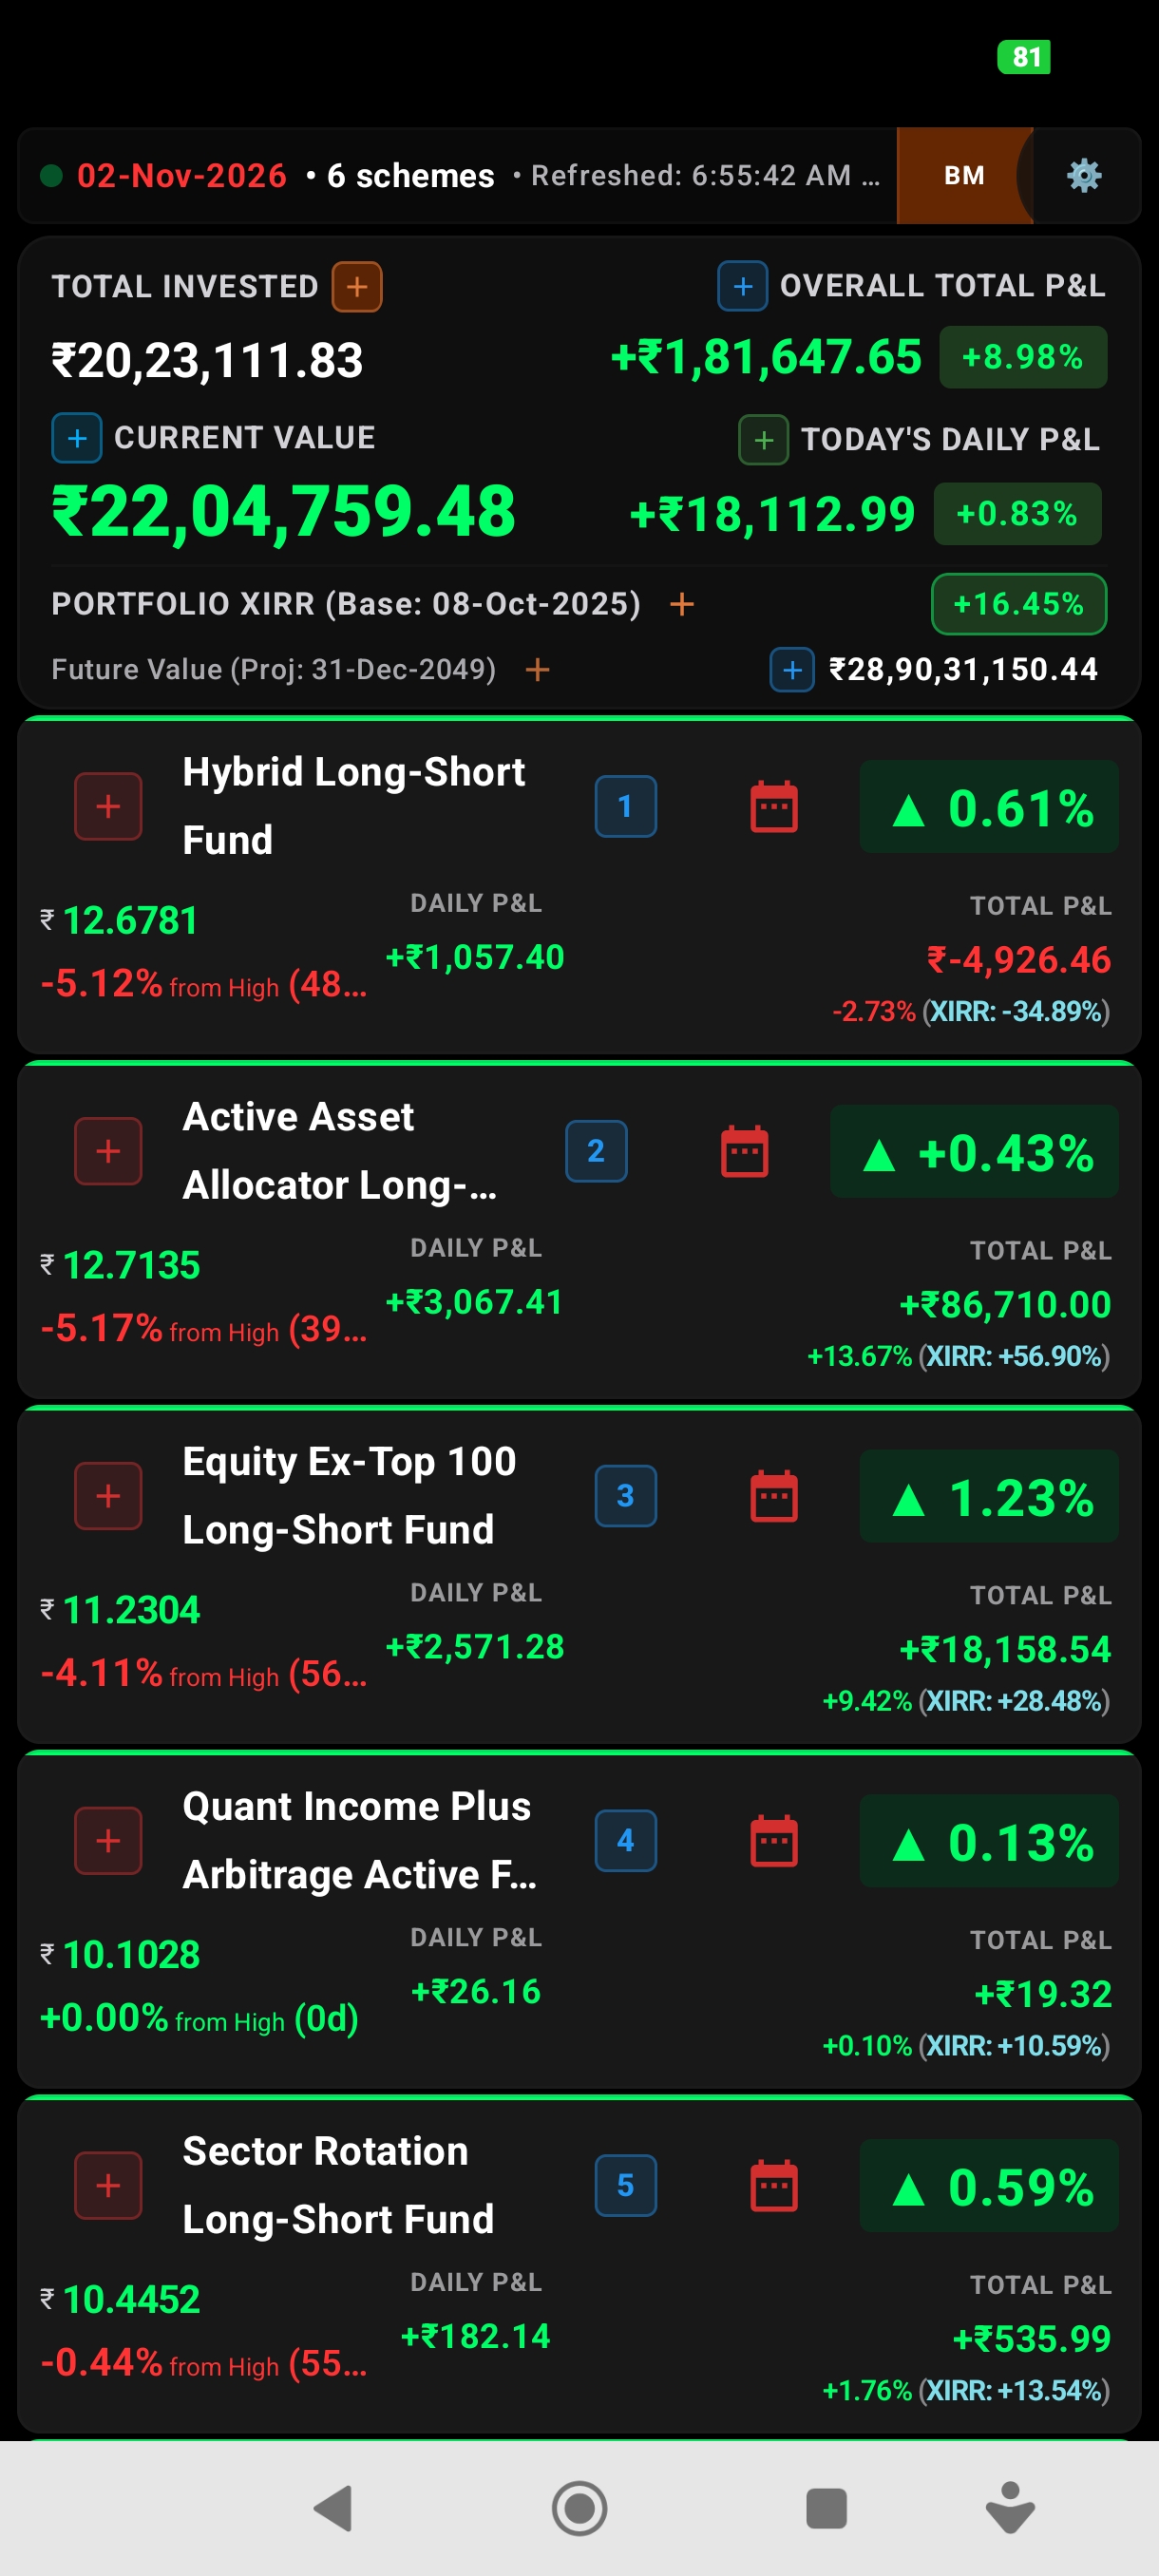 81
02-Nov-2026 • 6 schemes • Refreshed: 6:55:42 AM … BM
TOTAL INVESTED + + OVERALL TOTAL P&L
₹20,23,111.83 +₹1,81,647.65 +8.98%
+ CURRENT VALUE + TODAY'S DAILY P&L
₹22,04,759.48 +₹18,112.99 +0.83%
PORTFOLIO XIRR (Base: 08-Oct-2025) + +16.45%
Future Value (Proj: 31-Dec-2049) + + ₹28,90,31,150.44
+ Hybrid Long-Short 1 ▲ 0.61%
Fund
₹ 12.6781 DAILY P&L TOTAL P&L
-5.12% from High (48… +₹1,057.40 ₹-4,926.46
-2.73% (XIRR: -34.89%)
+ Active Asset 2 ▲ +0.43%
Allocator Long-…
₹ 12.7135 DAILY P&L TOTAL P&L
-5.17% from High (39… +₹3,067.41 +₹86,710.00
+13.67% (XIRR: +56.90%)
+ Equity Ex-Top 100 3 ▲ 1.23%
Long-Short Fund
₹ 11.2304 DAILY P&L TOTAL P&L
-4.11% from High (56… +₹2,571.28 +₹18,158.54
+9.42% (XIRR: +28.48%)
+ Quant Income Plus 4 ▲ 0.13%
Arbitrage Active F…
₹ 10.1028 DAILY P&L TOTAL P&L
+0.00% from High (0d) +₹26.16 +₹19.32
+0.10% (XIRR: +10.59%)
+ Sector Rotation 5 ▲ 0.59%
Long-Short Fund
₹ 10.4452 DAILY P&L TOTAL P&L
-0.44% from High (55… +₹182.14 +₹535.99
+1.76% (XIRR: +13.54%)